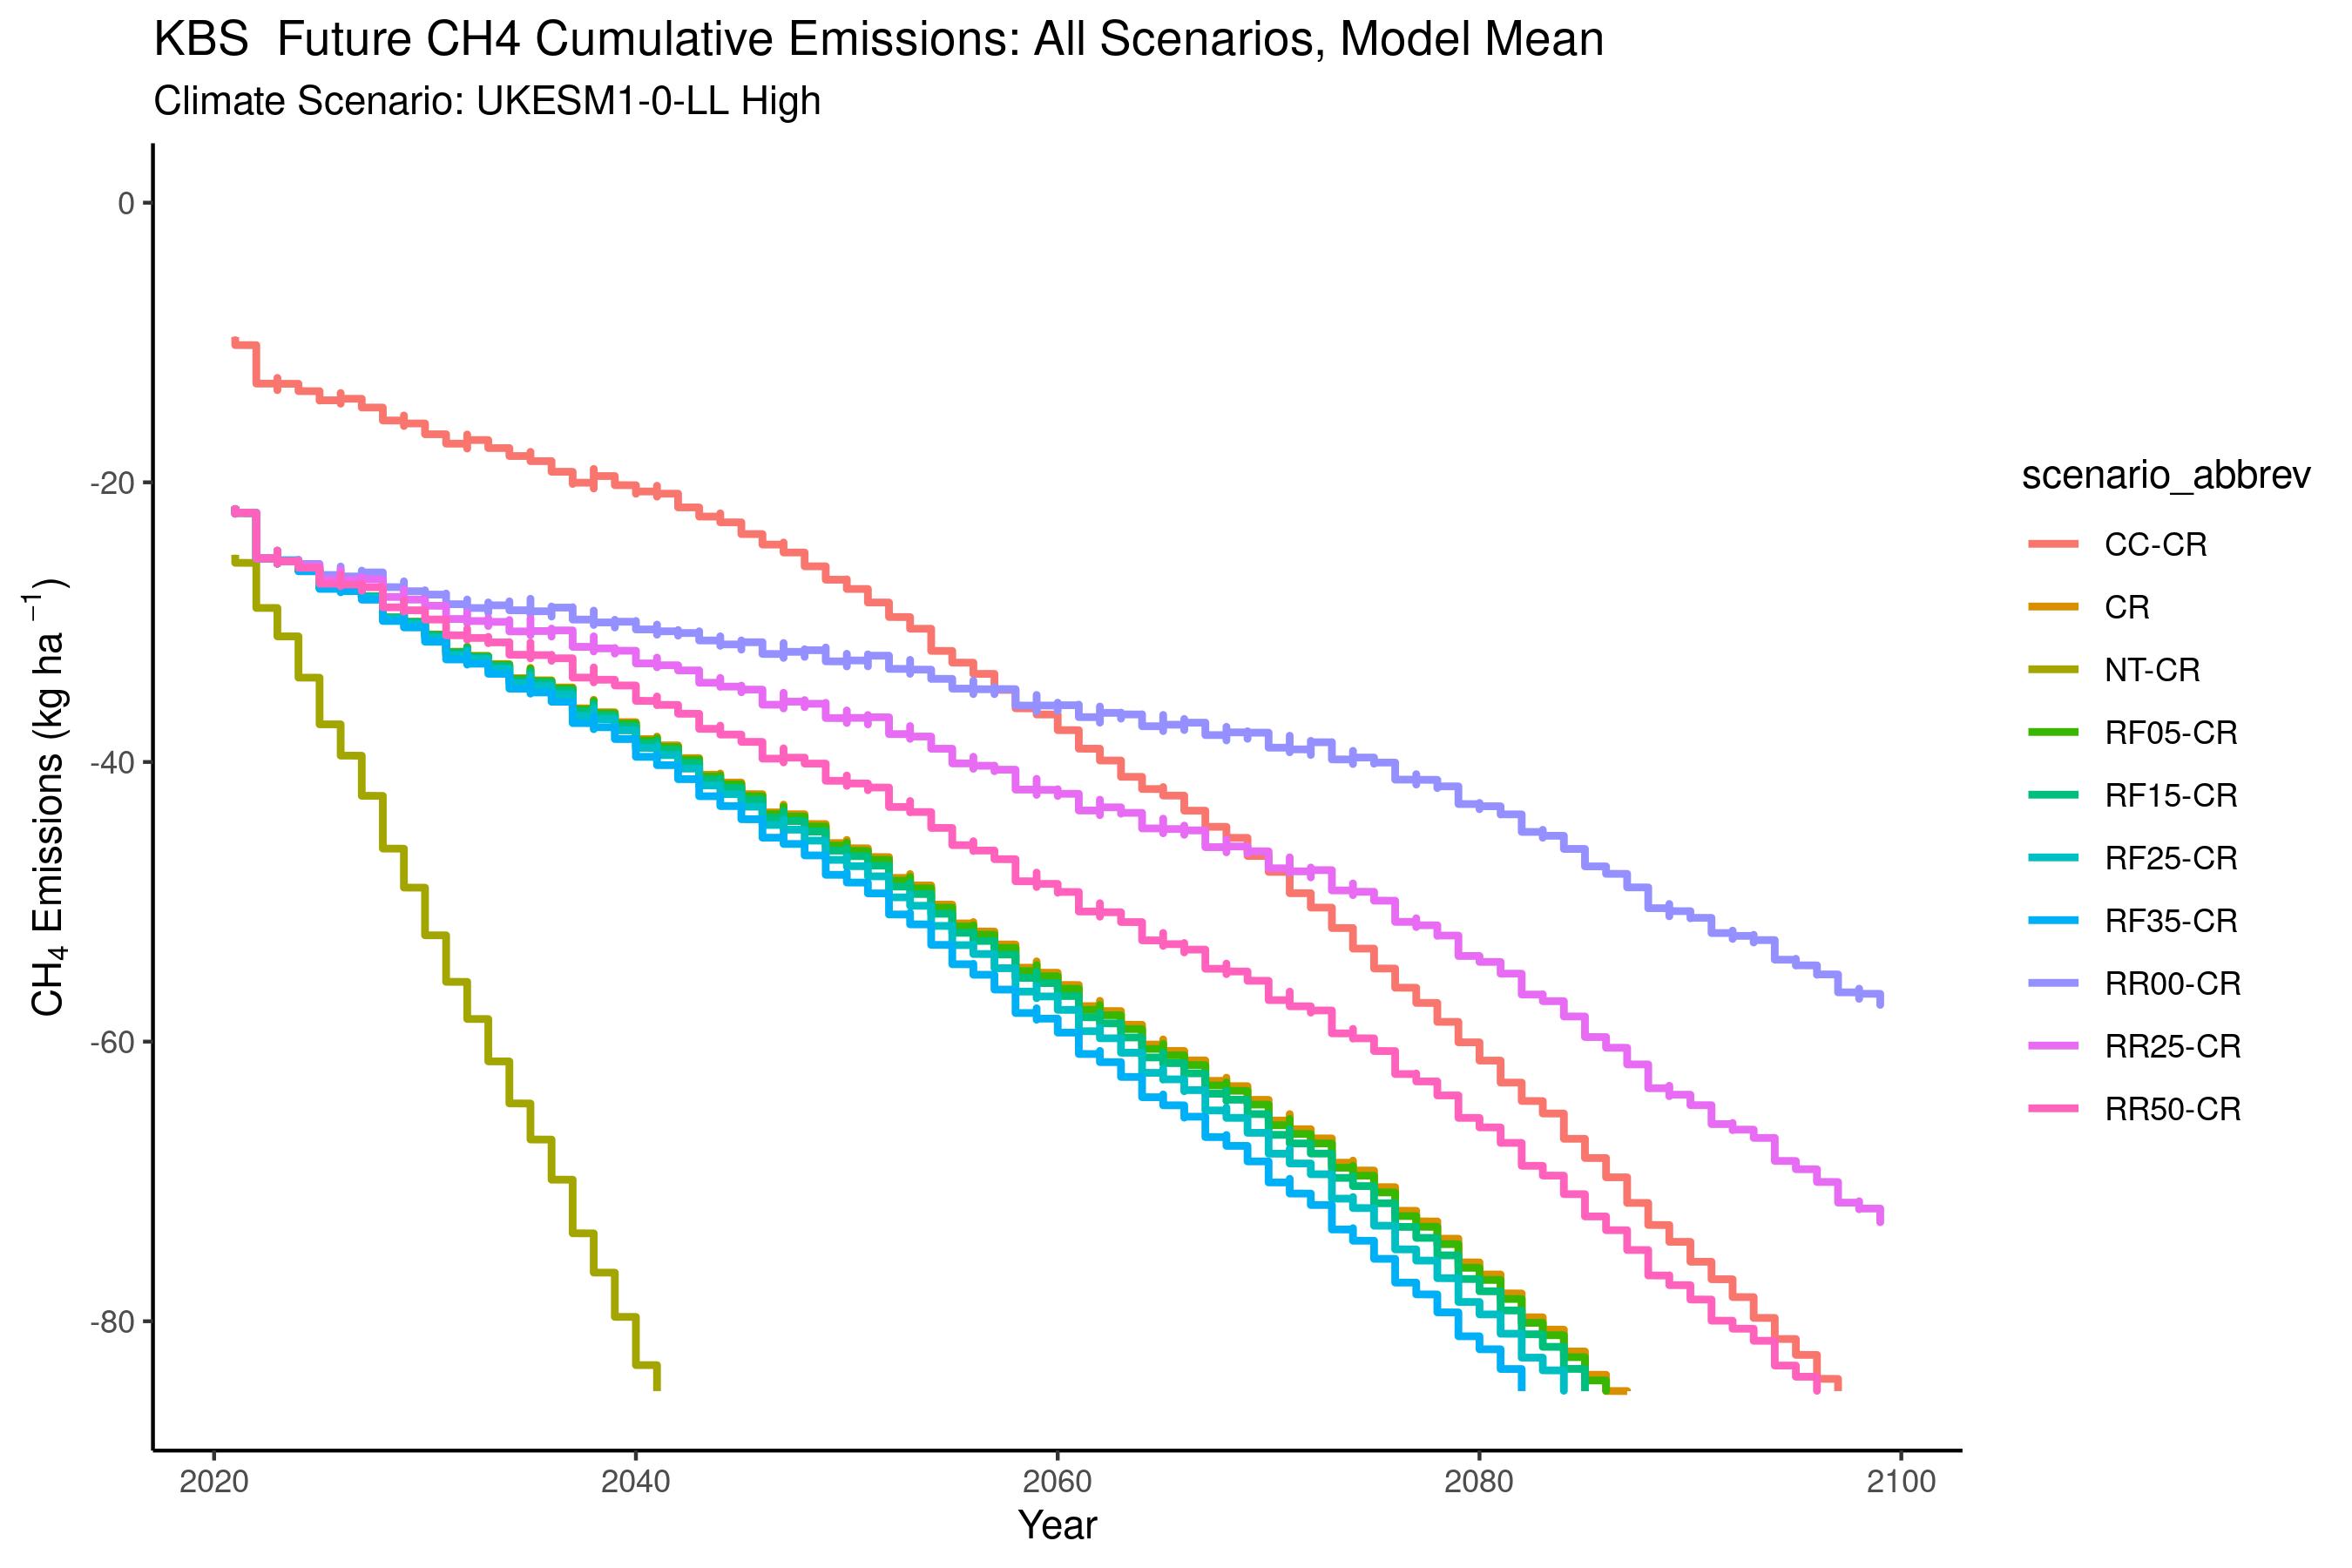 KBS  Future CH4 Cumulative Emissions: All Scenarios, Model Mean
Climate Scenario: UKESM1-0-LL High
CH₄ Emissions (kg ha ⁻¹)
0
-20
-40
-60
-80
2020
2040
2060
2080
2100
Year
scenario_abbrev
CC-CR
CR
NT-CR
RF05-CR
RF15-CR
RF25-CR
RF35-CR
RR00-CR
RR25-CR
RR50-CR